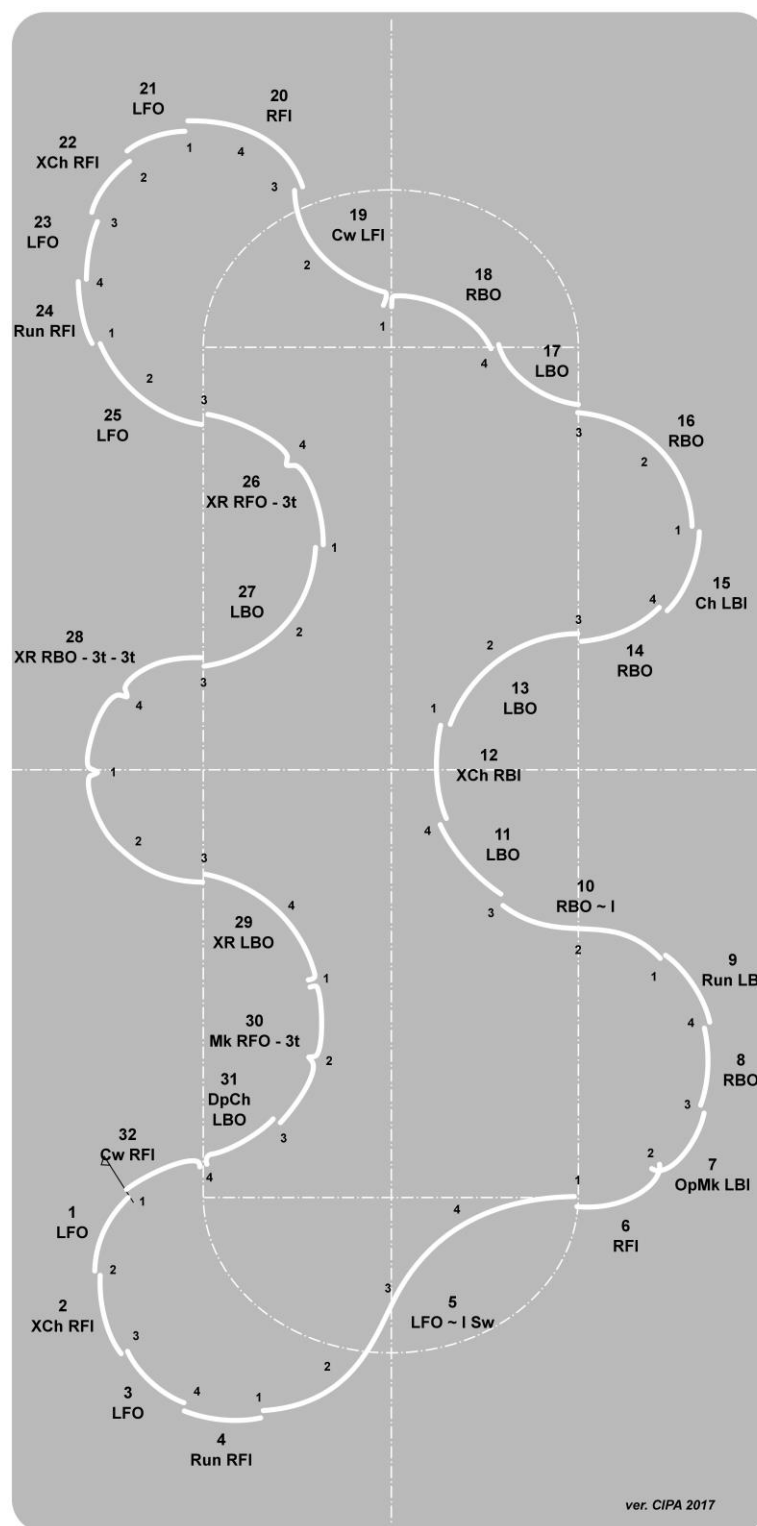 21
LFO
20
RFI
22
XCh RFI
1
4
2
3
19
Cw LFI
23
LFO
3
2
18
RBO
4
24
Run RFI
1
1
4
17
LBO
2
3
25
LFO
3
16
RBO
4
2
26
XR RFO - 3t
1
1
27
LBO
15
Ch LBI
4
2
3
28
XR RBO - 3t - 3t
2
14
RBO
3
13
LBO
4
1
12
XCh RBI
1
4
11
LBO
2
3
10
RBO ~ I
4
3
29
XR LBO
2
1
9
Run LB
1
4
30
Mk RFO - 3t
2
8
RBO
31
DpCh
LBO
3
32
Cw RFI
3
2
7
OpMk LBI
4
1
1
1
LFO
4
6
RFI
2
3
2
XCh RFI
5
LFO ~ I Sw
3
2
3
LFO
4
1
4
Run RFI
ver. CIPA 2017